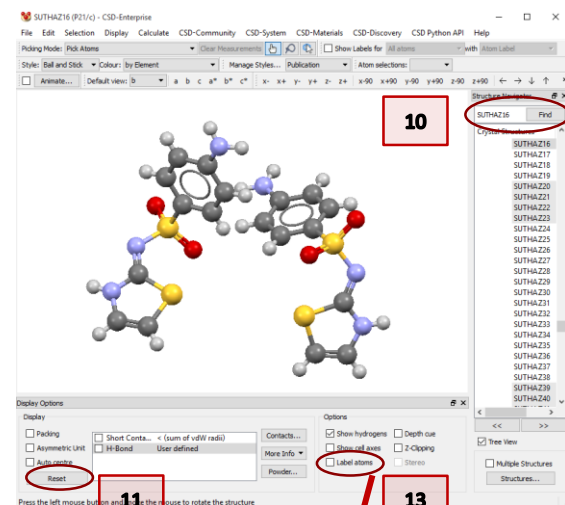 SUTHAZ16 (P21/c) - CSD-Enterprise
File Edit Selection Display Calculate CSD-Community CSD-System CSD-Materials CSD-Discovery CSD Python API Help
Picking Mode: Pick Atoms Clear Measurements Show Labels for All atoms with Atom Label
Style: Ball and Stick Colour: by Element Manage Styles... Publication Atom selections:
Animate... Default view: b a b c a* b* c* x- x+ y- y+ z- z+ x-90 x+90 y-90 y+90 z-90 z+90
Structure Navigator
SUTHAZ16 Find
10
Crystal Structures
SUTHAZ16
SUTHAZ17
SUTHAZ18
SUTHAZ19
SUTHAZ20
SUTHAZ21
SUTHAZ22
SUTHAZ23
SUTHAZ24
SUTHAZ25
SUTHAZ26
SUTHAZ27
SUTHAZ28
SUTHAZ29
SUTHAZ30
SUTHAZ31
SUTHAZ32
SUTHAZ33
SUTHAZ34
SUTHAZ35
SUTHAZ36
SUTHAZ37
SUTHAZ38
SUTHAZ39
SUTHAZ40
<< >>
Tree View
Multiple Structures
Structures...
Display Options
Display
Packing
Asymmetric Unit
Auto centre
Reset
Short Conta... < (sum of vdW radii)
H-Bond User defined
Contacts...
More Info
Powder...
Options
Show hydrogens Depth cue
Show cell axes Z-Clipping
Label atoms Stereo
11
13
Press the left mouse button and move the mouse to rotate the structure